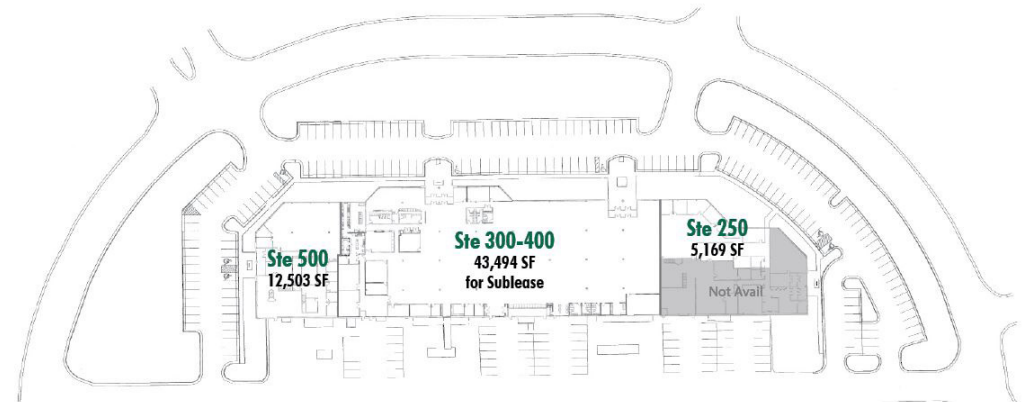 Ste 500
12,503 SF
Ste 300-400
43,494 SF
for Sublease
Ste 250
5,169 SF
Not Avail